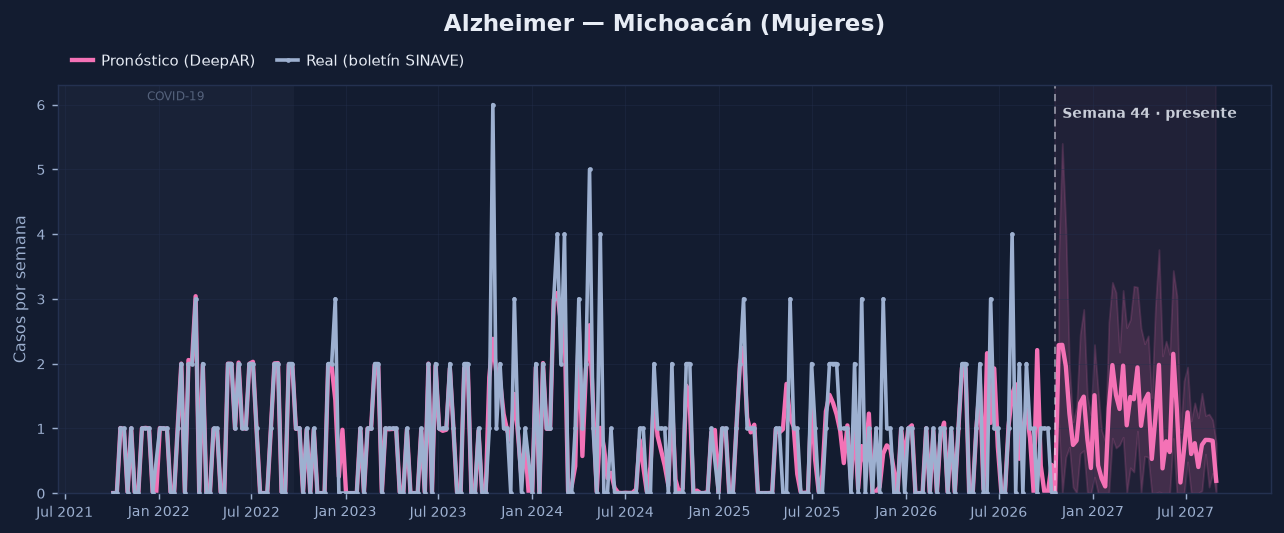 Alzheimer — Michoacán (Mujeres)
Pronóstico (DeepAR)
Real (boletín SINAVE)
COVID-19
Semana 44 · presente
Casos por semana
6
5
4
3
2
1
0
Jul 2021
Jan 2022
Jul 2022
Jan 2023
Jul 2023
Jan 2024
Jul 2024
Jan 2025
Jul 2025
Jan 2026
Jul 2026
Jan 2027
Jul 2027